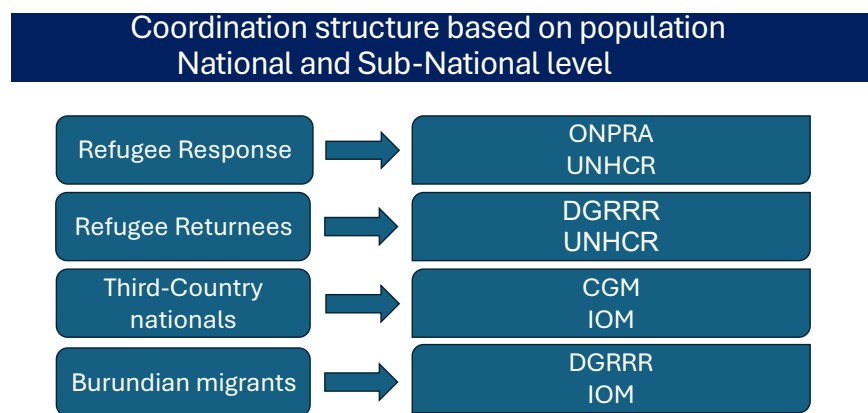 Coordination structure based on population
National and Sub-National level
Refugee Response
ONPRA
UNHCR
Refugee Returnees
DGRRR
UNHCR
Third-Country
nationals
CGM
IOM
Burundian migrants
DGRRR
IOM